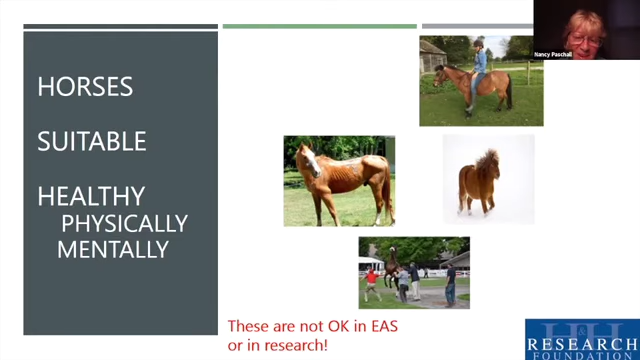 HORSES
SUITABLE
HEALTHY
PHYSICALLY
MENTALLY
Nancy Paschall
These are not OK in EAS
or in research!
H&H
RESEARCH
FOUNDATION